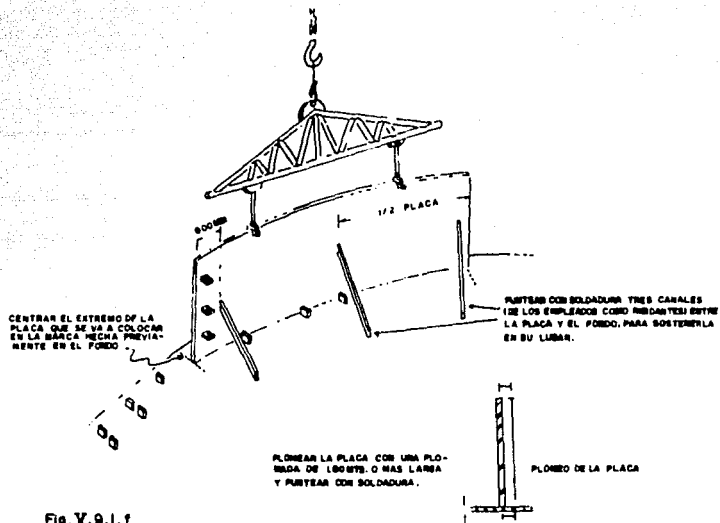 600MM
1/2 PLACA
CENTRAR EL EXTREMO DE LA
PLACA QUE SE VA A COLOCAR
EN LA MARCA HECHA PREVIA-
MENTE EN EL FONDO
PUNTEAR CON SOLDADURA TRES CANALES
(DE LOS EMPLEADOS COMO RIGIDANTES) ENTRE
LA PLACA Y EL FONDO, PARA SOSTENERLA
EN SU LUGAR.
PLOMEAR LA PLACA CON UNA PLO-
MADA DE 1.80 MTS. O MAS LARGA
Y PUNTEAR CON SOLDADURA.
PLOMEO DE LA PLACA
Fig. V.9.1.f